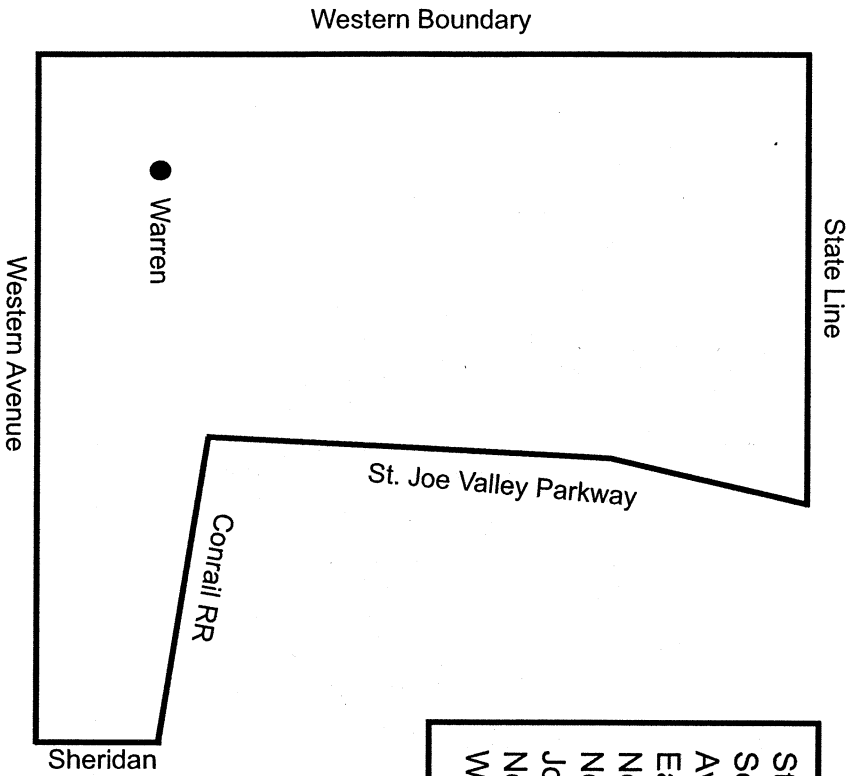 Western Boundary
Warren
State Line
Western Avenue
St. Joe Valley Parkway
Conrail RR
Sheridan